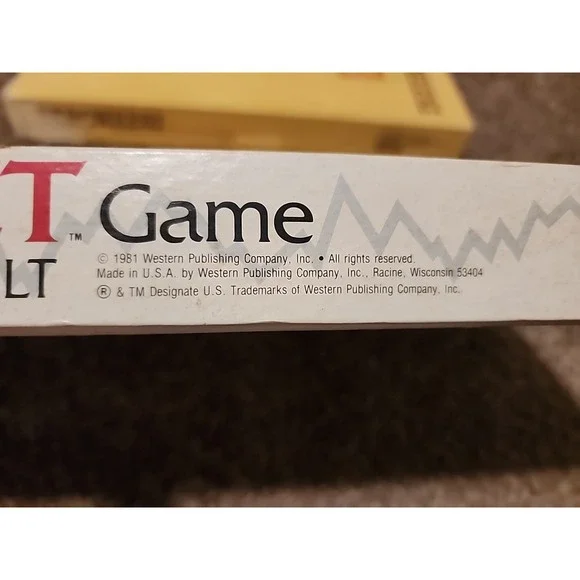 T™ Game
LT
© 1981 Western Publishing Company, Inc. • All rights reserved.
Made in U.S.A. by Western Publishing Company, Inc., Racine, Wisconsin 53404
® & TM Designate U.S. Trademarks of Western Publishing Company, Inc.